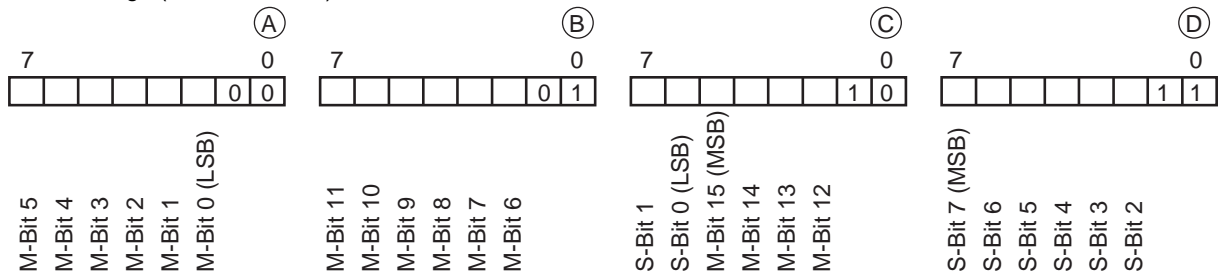 A B C D
7 0 7 0 7 0 7 0
0 0 0 1 1 0 1 1
M-Bit 5
M-Bit 4
M-Bit 3
M-Bit 2
M-Bit 1
M-Bit 0 (LSB)
M-Bit 11
M-Bit 10
M-Bit 9
M-Bit 8
M-Bit 7
M-Bit 6
S-Bit 1
S-Bit 0 (LSB)
M-Bit 15 (MSB)
M-Bit 14
M-Bit 13
M-Bit 12
S-Bit 7 (MSB)
S-Bit 6
S-Bit 5
S-Bit 4
S-Bit 3
S-Bit 2